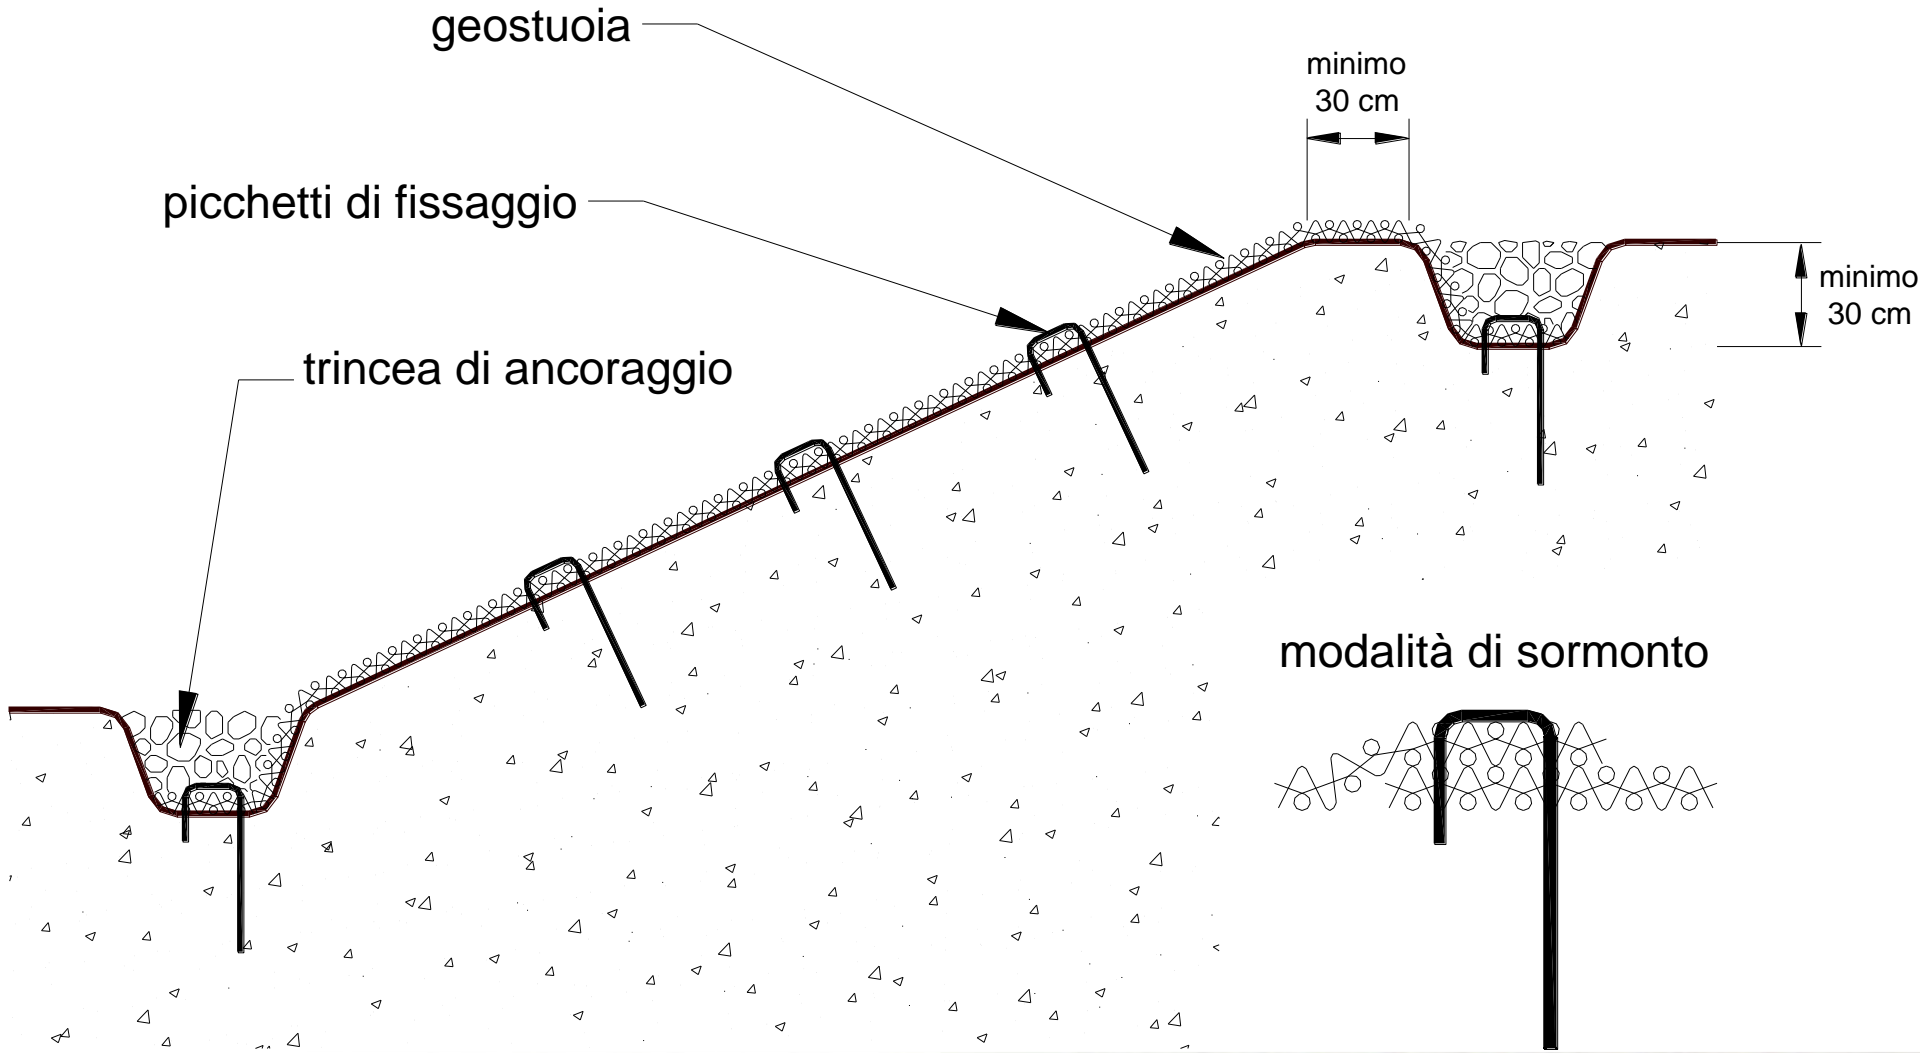 geostuoia
minimo
30 cm
picchetti di fissaggio
minimo
30 cm
trincea di ancoraggio
modalità di sormonto